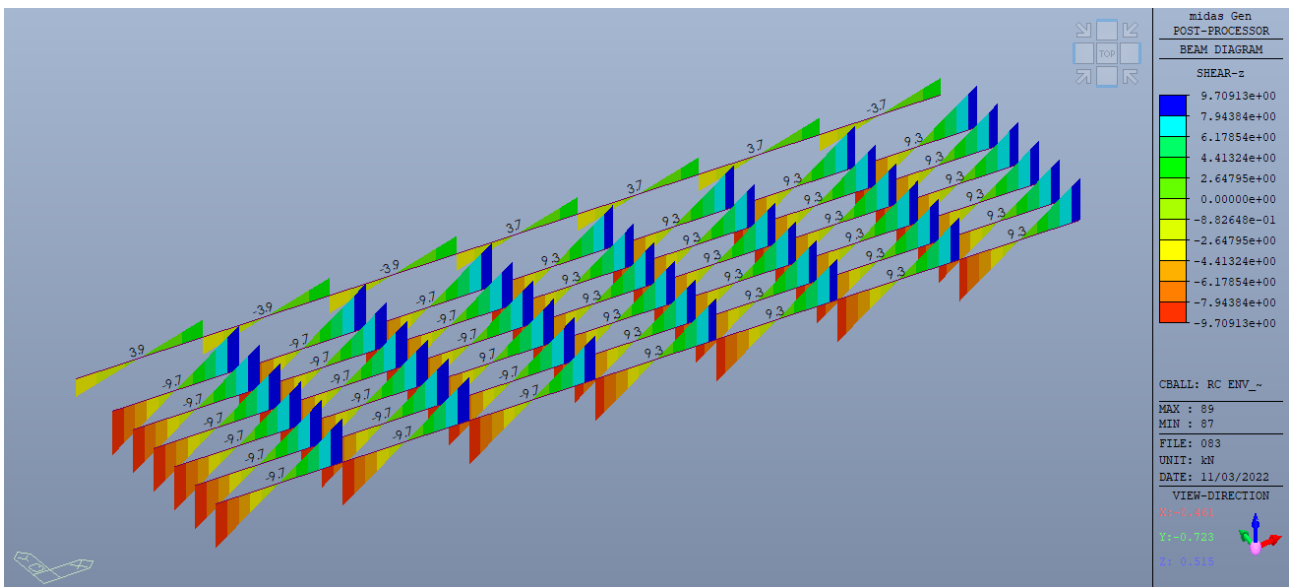 3.9
-3.9
-3.9
3.7
3.7
3.7
-3.7
-9.7
-9.7
-9.7
9.3
9.3
9.3
9.3
-9.7
-9.7
-9.7
9.3
9.3
9.3
9.3
-9.7
-9.7
-9.7
9.3
9.3
9.3
9.3
-9.7
-9.7
9.7
9.3
9.3
9.3
9.3
-9.7
-9.7
-9.7
9.3
9.3
9.3
9.3
-9.7
-9.7
-9.7
9.3
9.3
9.3
9.3
TOP
midas Gen
POST-PROCESSOR
BEAM DIAGRAM
SHEAR-z
9.70913e+00
7.94384e+00
6.17854e+00
4.41324e+00
2.64795e+00
0.00000e+00
-8.82648e-01
-2.64795e+00
-4.41324e+00
-6.17854e+00
-7.94384e+00
-9.70913e+00
CBALL: RC ENV_~
MAX : 89
MIN : 87
FILE: 083
UNIT: kN
DATE: 11/03/2022
VIEW-DIRECTION
Y:-0.723
Z: 0.515